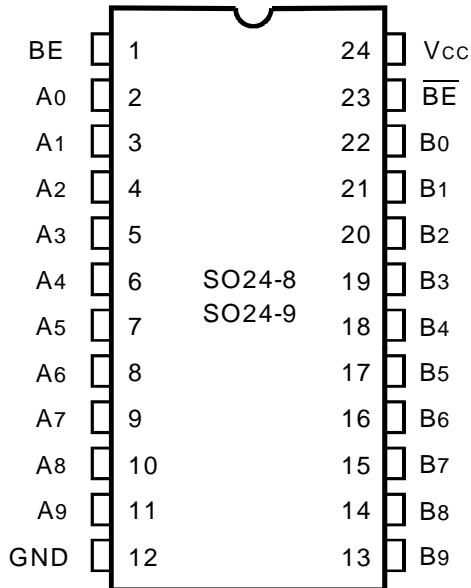 BE 1 24 Vcc
A0 2 23 B̅E̅
A1 3 22 B0
A2 4 21 B1
A3 5 20 B2
A4 6 SO24-8 19 B3
A5 7 SO24-9 18 B4
A6 8 17 B5
A7 9 16 B6
A8 10 15 B7
A9 11 14 B8
GND 12 13 B9